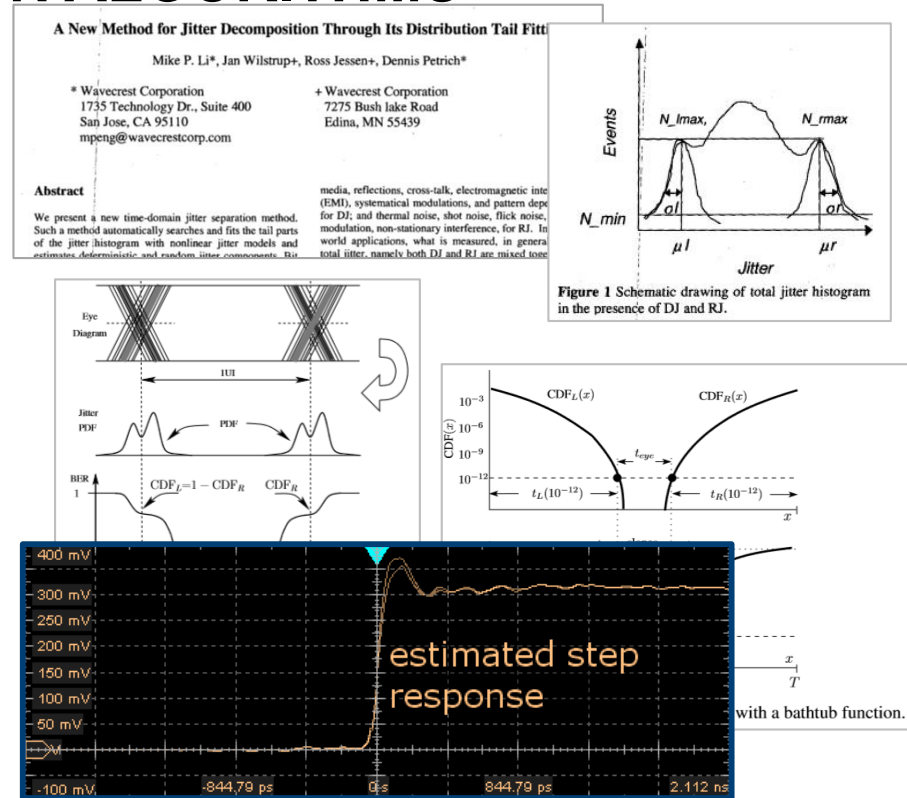 A New Method for Jitter Decomposition Through Its Distribution Tail Fitti
Mike P. Li*, Jan Wilstrup+, Ross Jessen+, Dennis Petrich*
* Wavecrest Corporation
1735 Technology Dr., Suite 400
San Jose, CA 95110
mpeng@wavecrestcorp.com
+ Wavecrest Corporation
7275 Bush lake Road
Edina, MN 55439
Abstract
We present a new time-domain jitter separation method.
Such a method automatically searches and fits the tail parts
of the jitter histogram with nonlinear jitter models and
estimates deterministic and random jitter components. Bit
media, reflections, cross-talk, electromagnetic inte
(EMI), systematical modulations, and pattern depe
for DJ; and thermal noise, shot noise, flick noise,
modulation, non-stationary interference, for RJ. In
world applications, what is measured, in genera
total jitter, namely both DJ and RJ are mixed toge
Events
N_lmax,
N_rmax
N_min
σl
σr
μl
μr
Jitter
Figure 1 Schematic drawing of total jitter histogram
in the presence of DJ and RJ.
Eye
Diagram
1UI
Jitter
PDF
PDF
BER
1
CDF_L=1 − CDF_R
CDF_R
CDF(x)
10^-3
10^-6
10^-9
10^-12
CDF_L(x)
CDF_R(x)
t_eye
t_L(10^-12)
t_R(10^-12)
x
x
T
with a bathtub function.
400 mV
300 mV
250 mV
200 mV
150 mV
100 mV
50 mV
-100 mV
estimated step
response
-844.79 ps
0 s
844.79 ps
2.112 ns